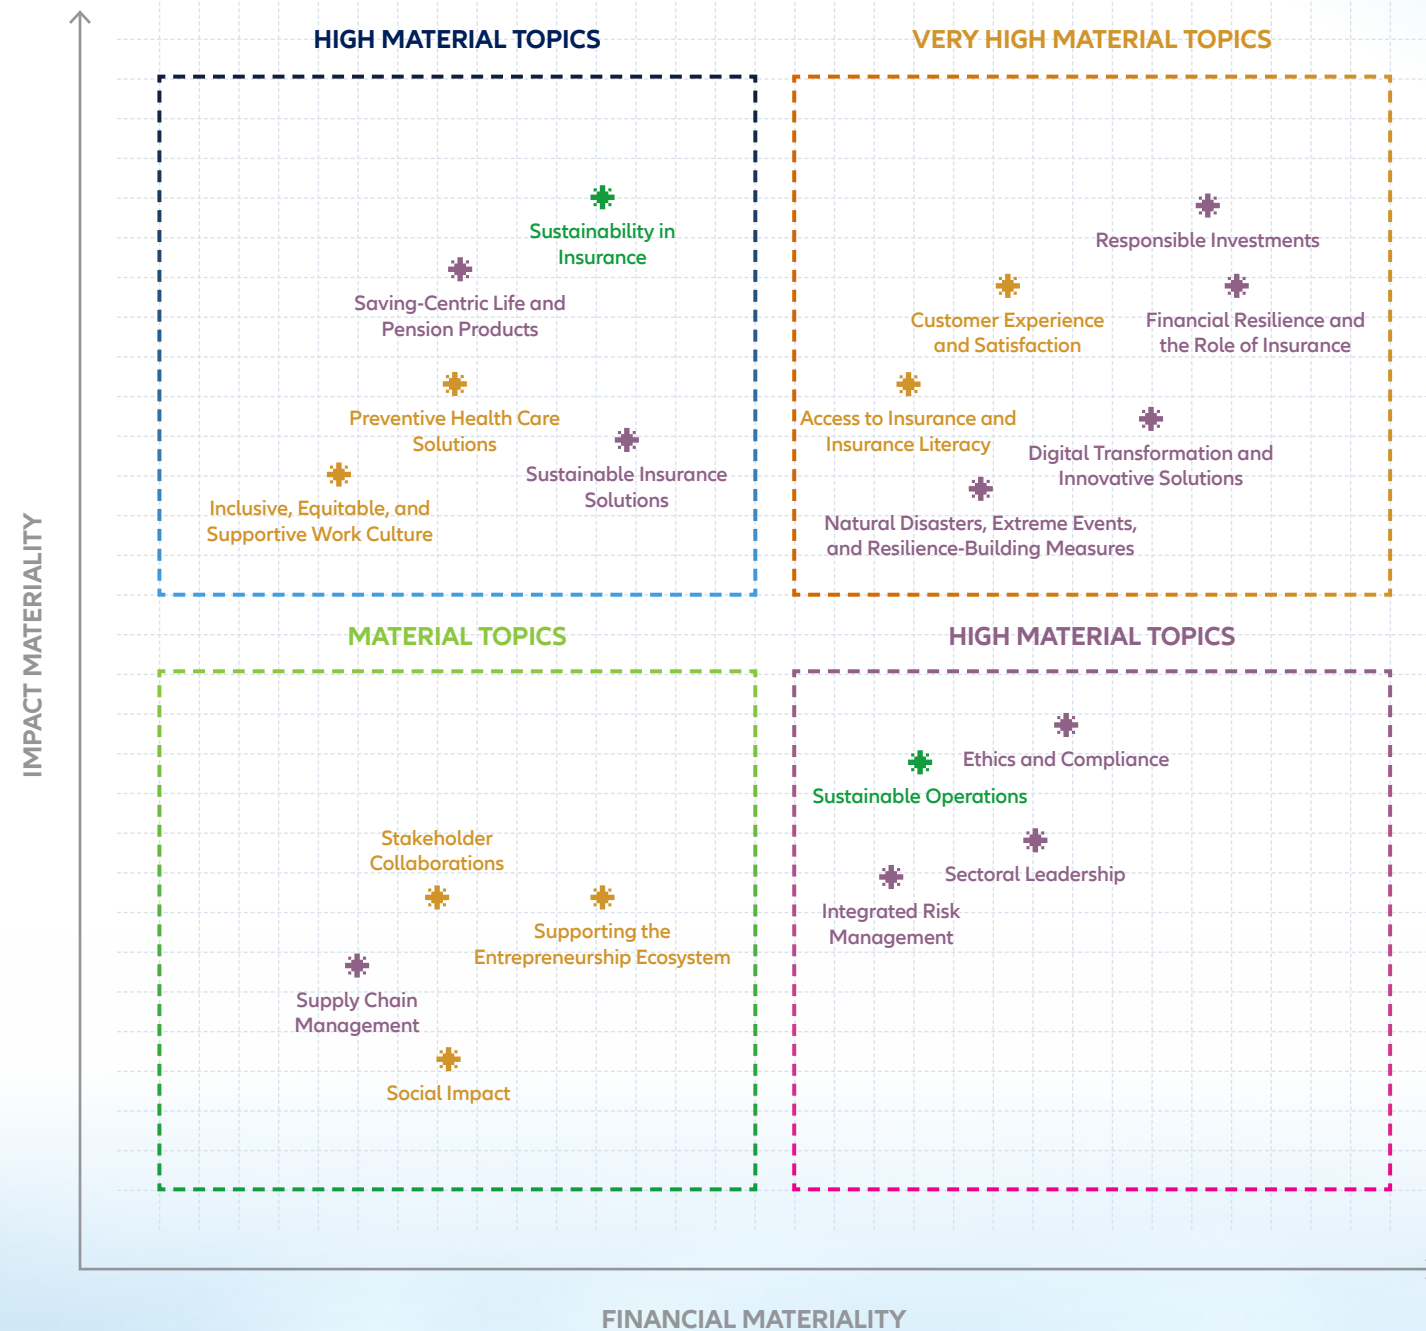 HIGH MATERIAL TOPICS
Sustainability in
Insurance
Saving-Centric Life and
Pension Products
Preventive Health Care
Solutions
Sustainable Insurance
Solutions
Inclusive, Equitable, and
Supportive Work Culture
VERY HIGH MATERIAL TOPICS
Responsible Investments
Customer Experience
and Satisfaction
Financial Resilience and
the Role of Insurance
Access to Insurance and
Insurance Literacy
Digital Transformation and
Innovative Solutions
Natural Disasters, Extreme Events,
and Resilience-Building Measures
IMPACT MATERIALITY
MATERIAL TOPICS
Stakeholder
Collaborations
Supporting the
Entrepreneurship Ecosystem
Supply Chain
Management
Social Impact
HIGH MATERIAL TOPICS
Ethics and Compliance
Sustainable Operations
Sectoral Leadership
Integrated Risk
Management
FINANCIAL MATERIALITY